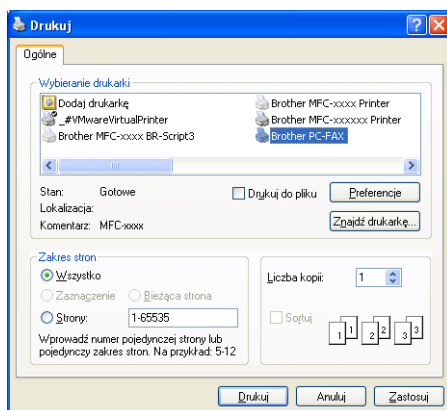 Drukuj
Ogólne
Wybieranie drukarki
Dodaj drukarkę
_#VMwareVirtualPrinter
Brother MFC-xxxx BR-Script3
Brother MFC-xxxx Printer
Brother MFC-xxxxxx Printer
Brother PC-FAX
Stan: Gotowe
Lokalizacja:
Komentarz: MFC-xxxx
Drukuj do pliku
Preferencje
Znajdź drukarkę...
Zakres stron
Wszystko
Zaznaczenie Bieżąca strona
Strony: 1-65535
Wprowadź numer pojedynczej strony lub
pojedynczy zakres stron. Na przykład: 5-12
Liczba kopii: 1
Sortuj
1 1 2 2 3 3
Drukuj Anuluj Zastosuj